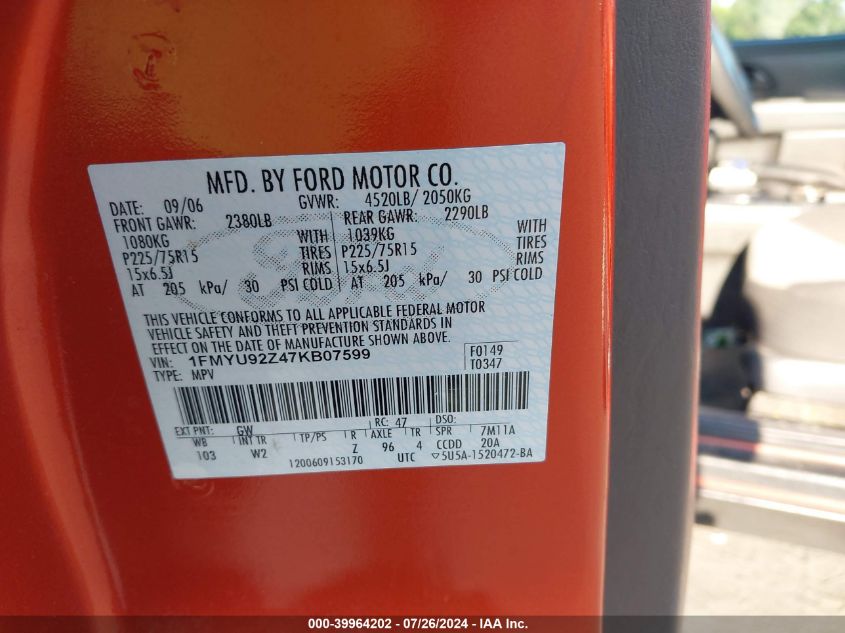 MFD. BY FORD MOTOR CO.
DATE: 09/06 GVWR: 4520LB/ 2050KG
FRONT GAWR: 2380LB REAR GAWR: 2290LB
1080KG WITH 1039KG WITH
P225/75R15 TIRES P225/75R15 TIRES
15x6.5J RIMS 15x6.5J RIMS
AT 205 kPa/ 30 PSI COLD AT 205 kPa/ 30 PSI COLD
THIS VEHICLE CONFORMS TO ALL APPLICABLE FEDERAL MOTOR
VEHICLE SAFETY AND THEFT PREVENTION STANDARDS IN
EFFECT ON THE DATE OF MANUFACTURE SHOWN ABOVE.
VIN: 1FMYU92Z47KB07599 F0149
TYPE: MPV T0347
EXT PNT: GW RC: 47 DSO:
WB INT TR TP/PS R AXLE TR SPR 7M11A
103 W2 Z 96 4 CCDD 20A
1200609153170 UTC ▽5U5A-1520472-BA
Ford
000-39964202 - 07/26/2024 - IAAI.com